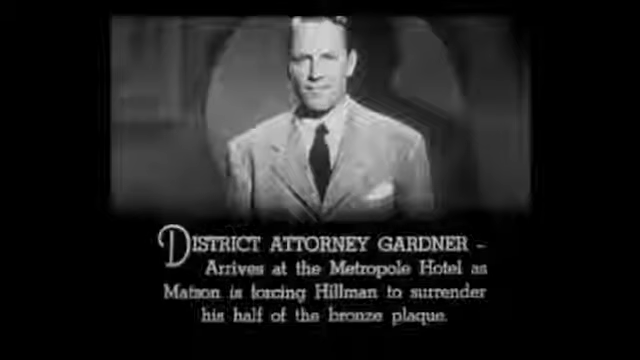 DISTRICT ATTORNEY GARDNER –
Arrives at the Metropole Hotel as
Matson is forcing Hillman to surrender
his half of the bronze plaque.